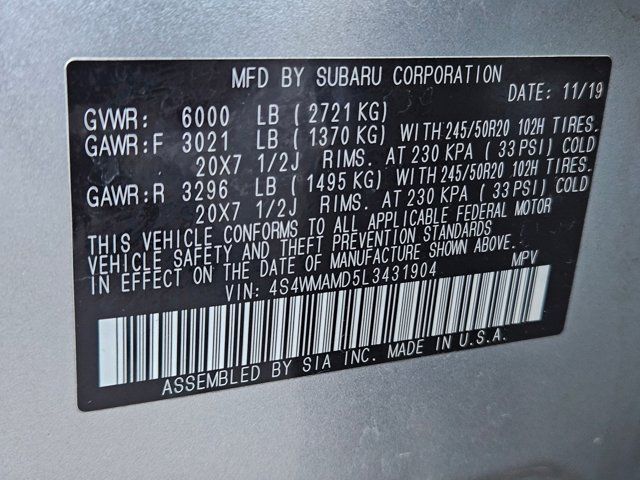 MFD BY SUBARU CORPORATION
DATE: 11/19
GVWR: 6000 LB ( 2721 KG)
GAWR:F 3021 LB ( 1370 KG) WITH 245/50R20 102H TIRES.
20X7 1/2J RIMS. AT 230 KPA ( 33 PSI) COLD
GAWR:R 3296 LB ( 1495 KG) WITH 245/50R20 102H TIRES.
20X7 1/2J RIMS. AT 230 KPA ( 33 PSI) COLD
THIS VEHICLE CONFORMS TO ALL APPLICABLE FEDERAL MOTOR
VEHICLE SAFETY AND THEFT PREVENTION STANDARDS
IN EFFECT ON THE DATE OF MANUFACTURE SHOWN ABOVE.
VIN: 4S4WMAMD5L3431904 MPV
ASSEMBLED BY SIA INC. MADE IN U.S.A.